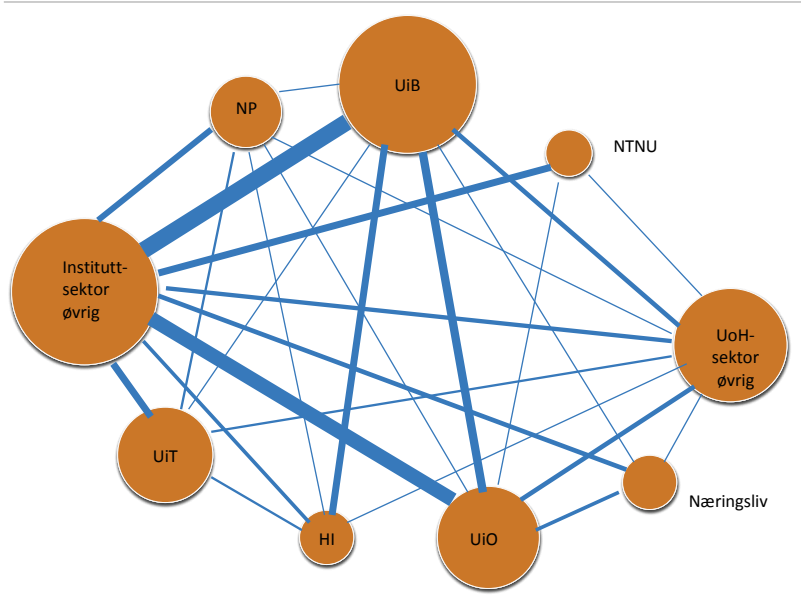 UiB
NP
NTNU
Institutt-
sektor
øvrig
UoH-
sektor
øvrig
UiT
Næringsliv
HI
UiO